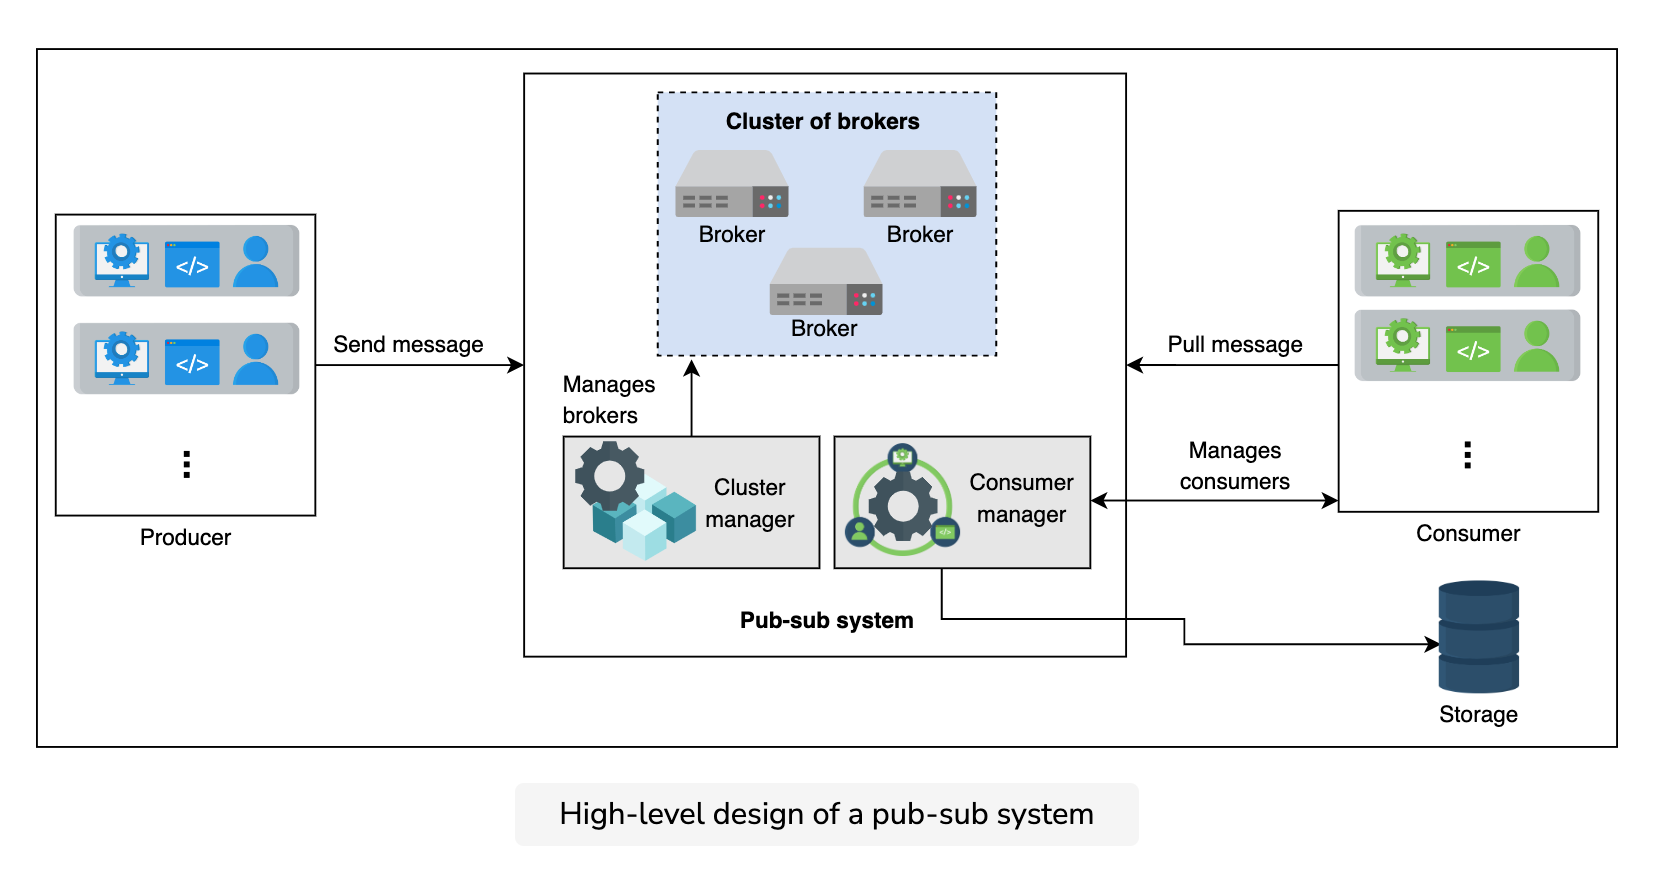 Cluster of brokers
Broker
Broker
Broker
</>
</>
Send message
Producer
Manages
brokers
Cluster
manager
Consumer
manager
</>
Pub-sub system
Pull message
Manages
consumers
</>
</>
Consumer
Storage
High-level design of a pub-sub system